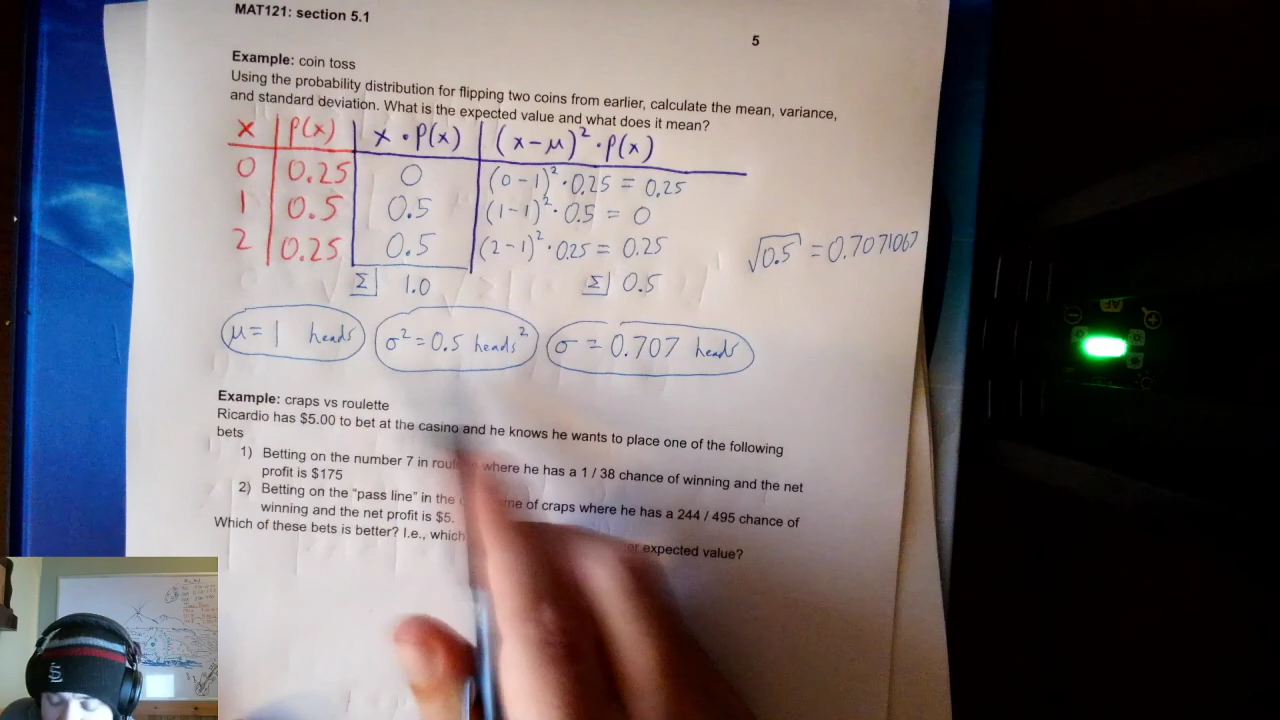 MAT121: section 5.1
5
Example: coin toss
Using the probability distribution for flipping two coins from earlier, calculate the mean, variance,
and standard deviation. What is the expected value and what does it mean?
x P(x) x • P(x) (x-μ)² • P(x)
0 0.25 0 (0-1)² • 0.25 = 0.25
1 0.5 0.5 (1-1)² • 0.5 = 0
2 0.25 0.5 (2-1)² • 0.25 = 0.25
√0.5 = 0.7071067
Σ 1.0 Σ 0.5
μ = 1 heads σ² = 0.5 heads² σ = 0.707 heads
Example: craps vs roulette
Ricardio has $5.00 to bet at the casino and he knows he wants to place one of the following
bets
1) Betting on the number 7 in where he has a 1 / 38 chance of winning and the net
profit is $175
2) Betting on the "pass line" in the of craps where he has a 244 / 495 chance of
winning and the net profit is $5.
Which of these bets is better? I.e., which expected value?
AF